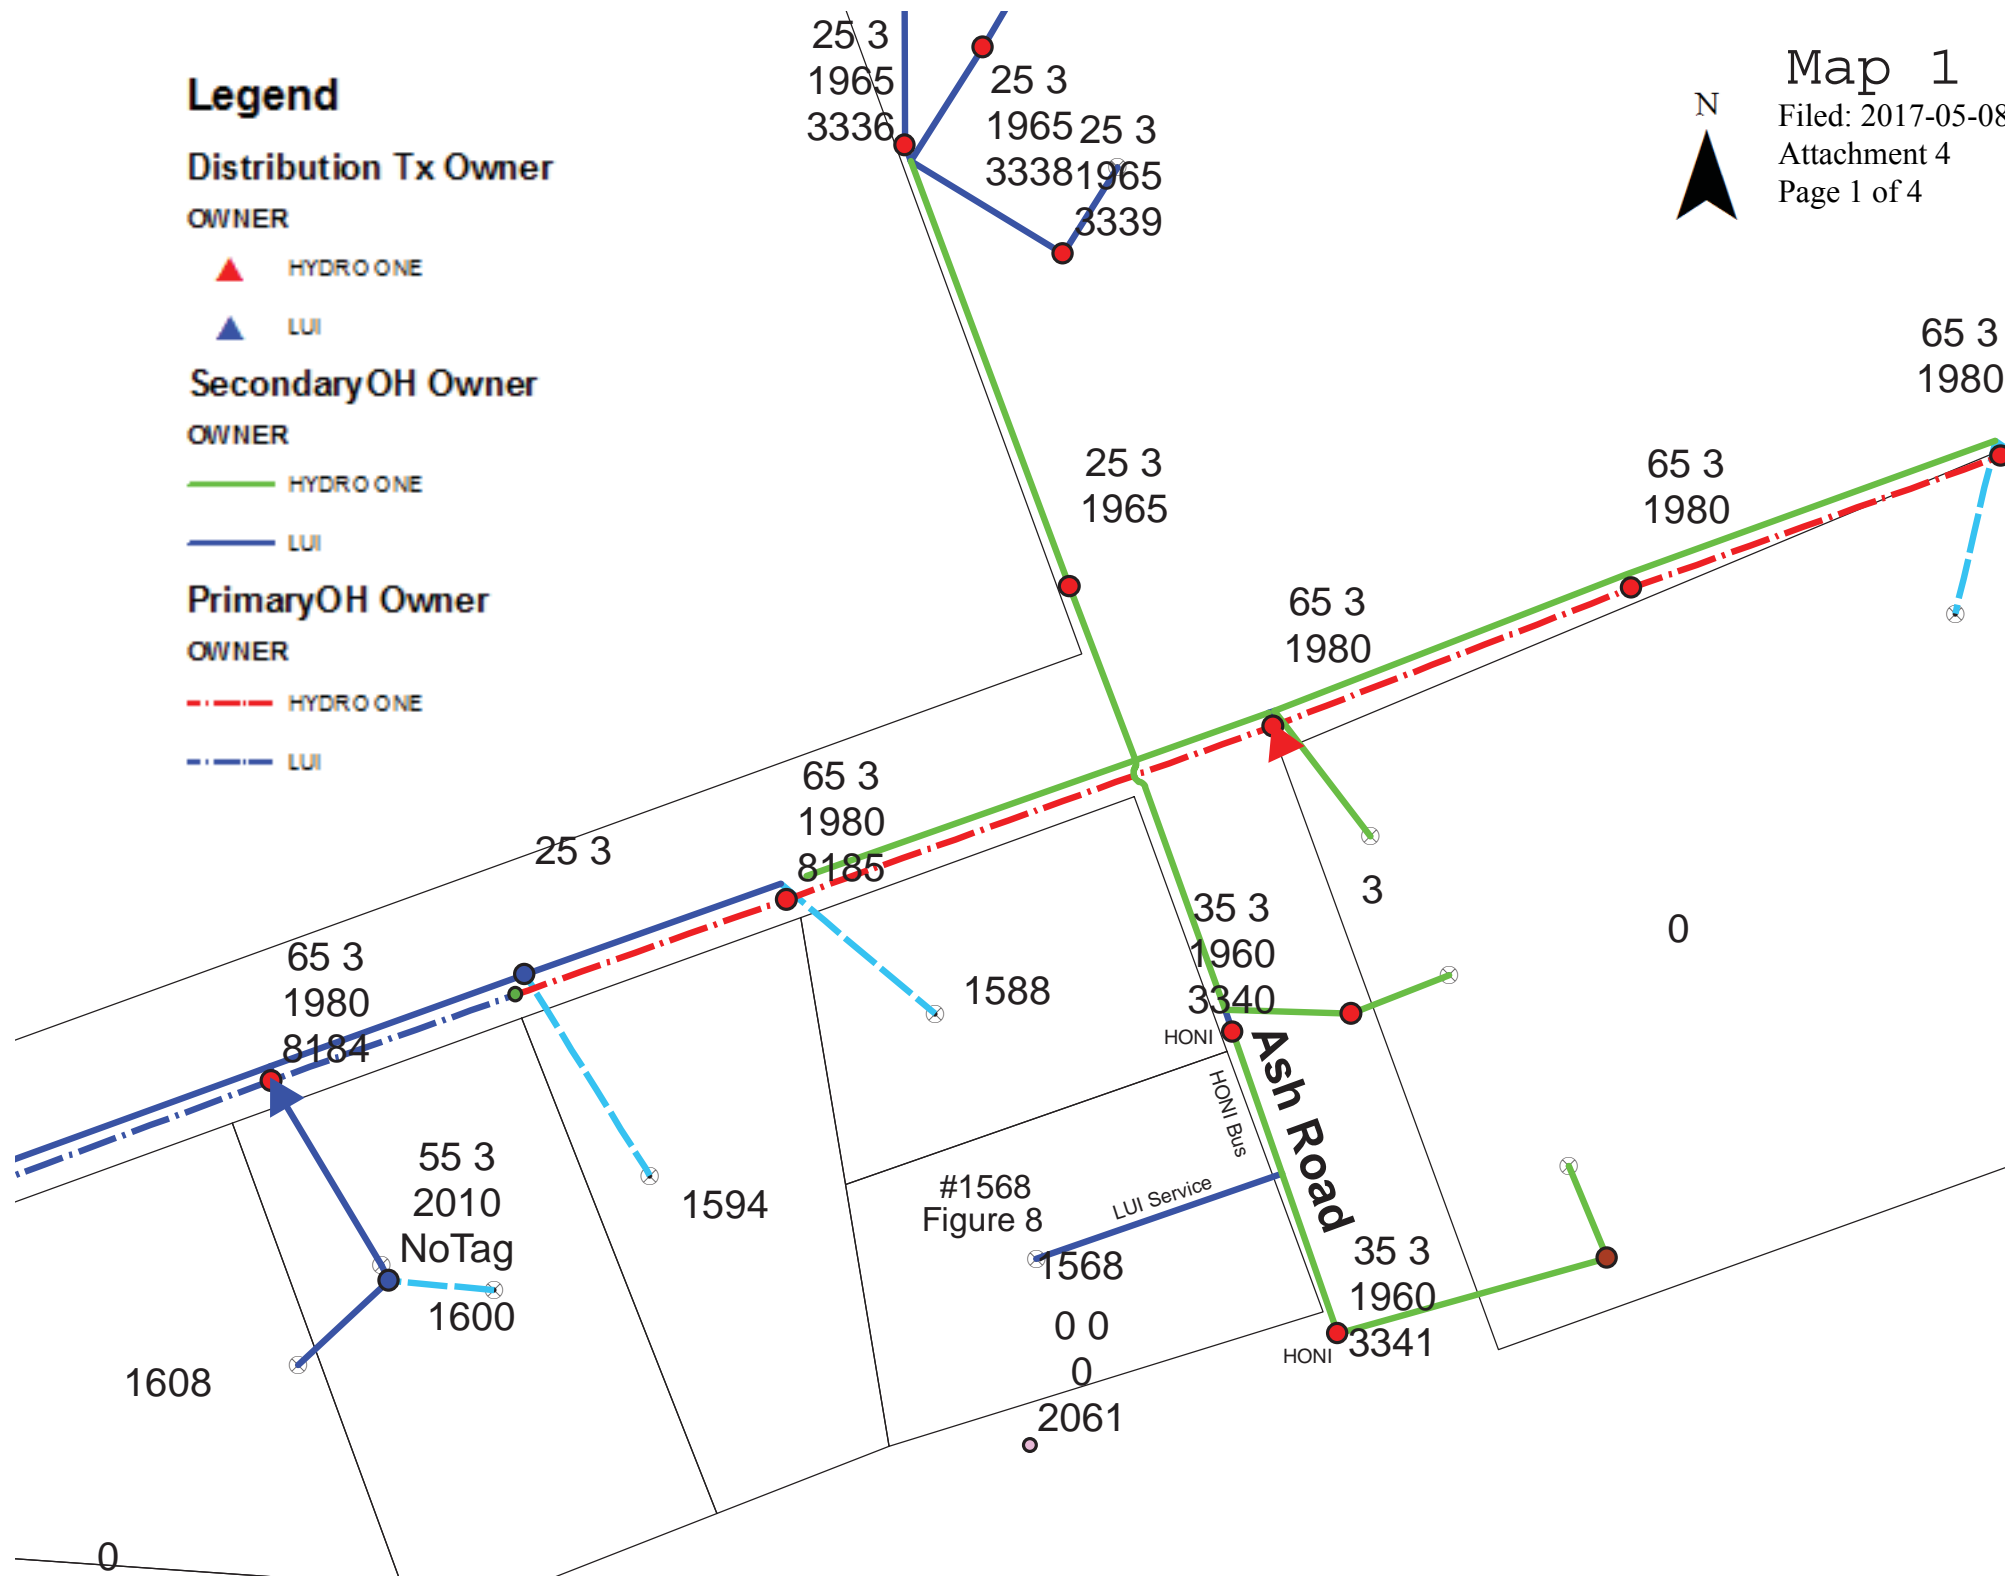 Map 1
Filed: 2017-05-08
Attachment 4
Page 1 of 4
N
Legend
Distribution Tx Owner
OWNER
HYDRO ONE
LUI
SecondaryOH Owner
OWNER
HYDRO ONE
LUI
PrimaryOH Owner
OWNER
HYDRO ONE
LUI
25 3
1965
3336
25 3
1965
3338
25 3
1965
3339
25 3
1965
65 3
1980
65 3
1980
65 3
1980
65 3
1980
8185
25 3
65 3
1980
8184
3
0
35 3
1960
3340
HONI
HONI Bus
Ash Road
1588
1594
55 3
2010
NoTag
1600
1608
#1568
Figure 8
LUI Service
1568
0 0
0
2061
35 3
1960
3341
HONI
0